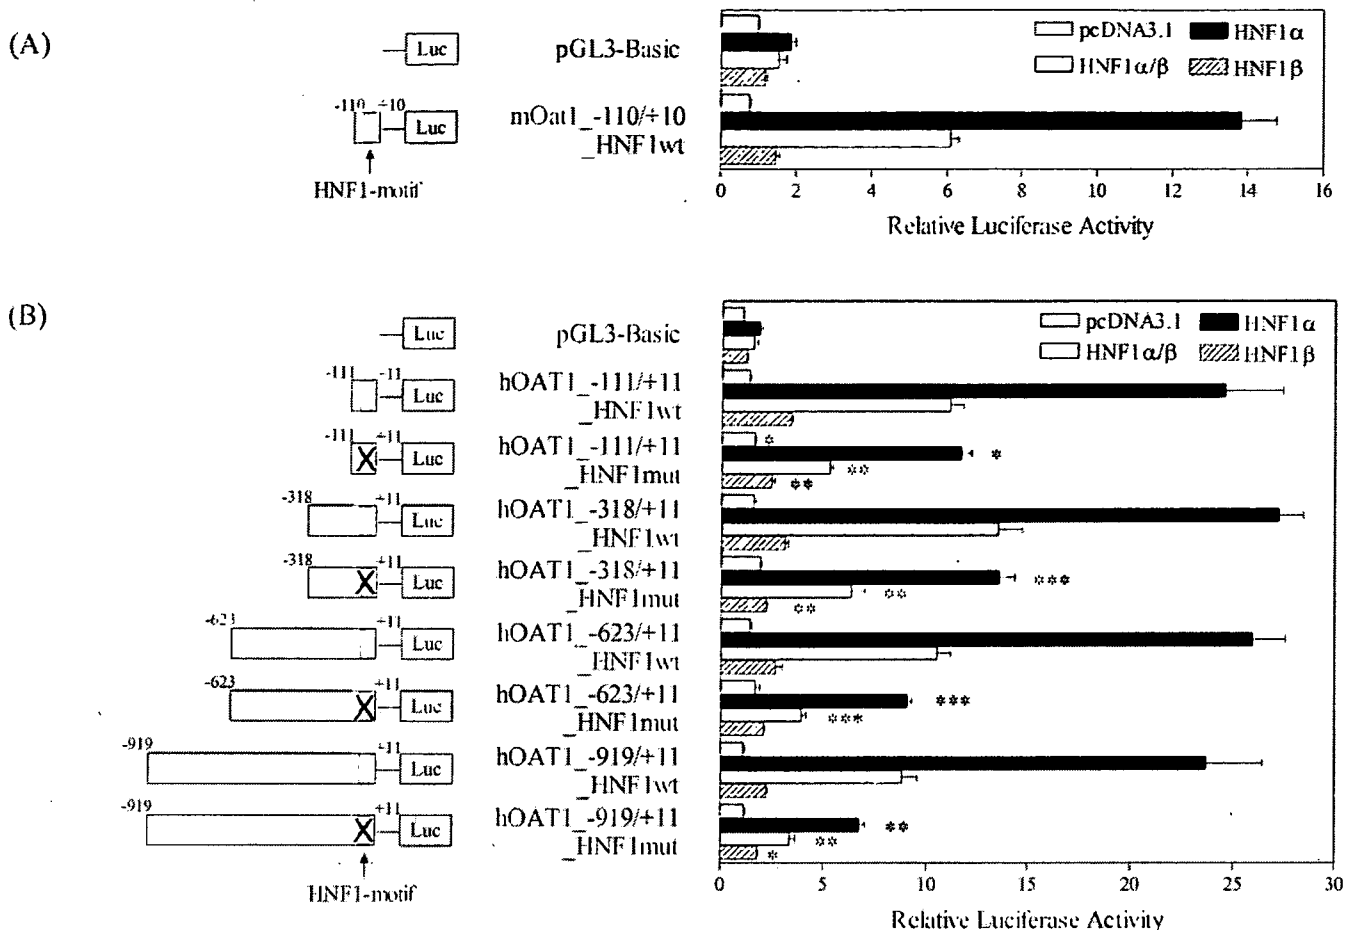 (A)
Luc
pGL3-Basic
pcDNA3.1
HNF1α
HNF1α/β
HNF1β
-110
+10
Luc
mOat1_-110/+10
_HNF1wt
HNF1-motif
0 2 4 6 8 10 12 14 16
Relative Luciferase Activity
(B)
Luc
pGL3-Basic
pcDNA3.1
HNF1α
HNF1α/β
HNF1β
-111
-11
Luc
hOAT1_-111/+11
_HNF1wt
-111
+11
X
Luc
hOAT1_-111/+11
_HNF1mut
*
*
**
**
-318
+11
Luc
hOAT1_-318/+11
_HNF1wt
-318
+11
X
Luc
hOAT1_-318/+11
_HNF1mut
***
**
**
-623
+11
Luc
hOAT1_-623/+11
_HNF1wt
-623
+11
X
Luc
hOAT1_-623/+11
_HNF1mut
***
***
-919
+11
Luc
hOAT1_-919/+11
_HNF1wt
-919
+11
X
Luc
hOAT1_-919/+11
_HNF1mut
**
**
*
HNF1-motif
0 5 10 15 20 25 30
Relative Luciferase Activity